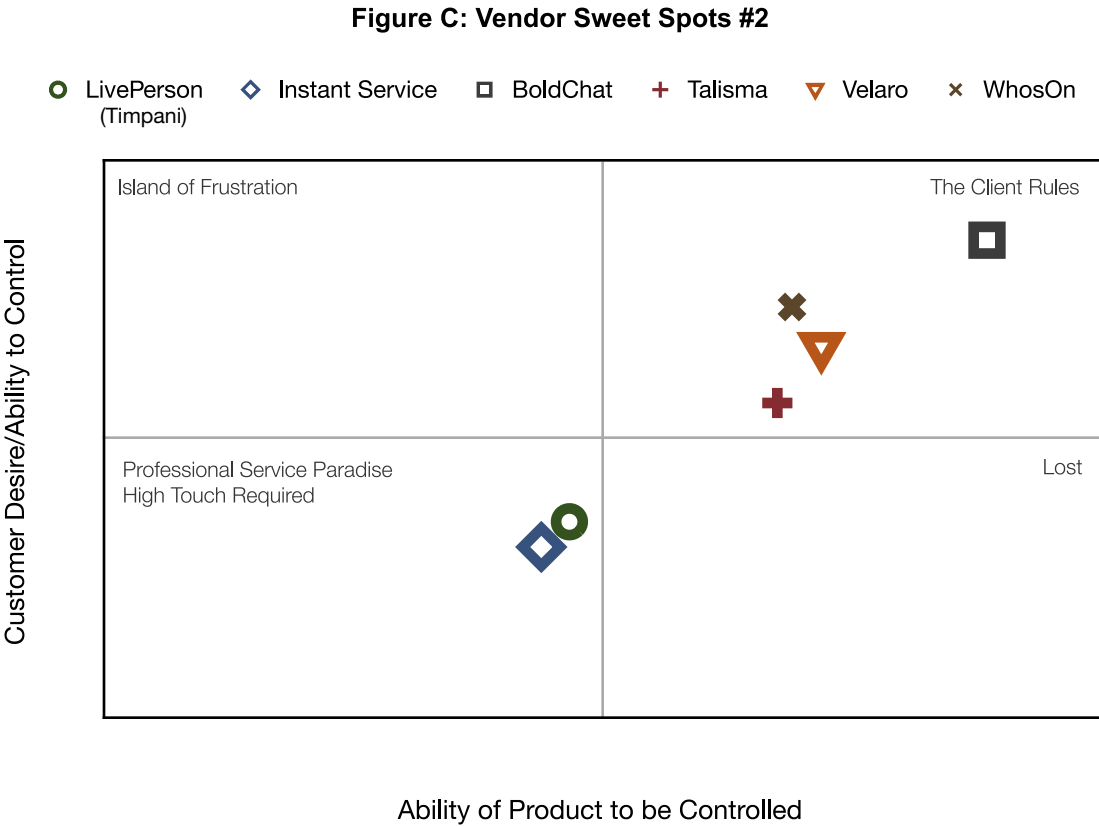 Figure C: Vendor Sweet Spots #2
LivePerson
(Timpani)
Instant Service
BoldChat
Talisma
Velaro
WhosOn
Island of Frustration
The Client Rules
Customer Desire/Ability to Control
Professional Service Paradise
High Touch Required
Lost
Ability of Product to be Controlled